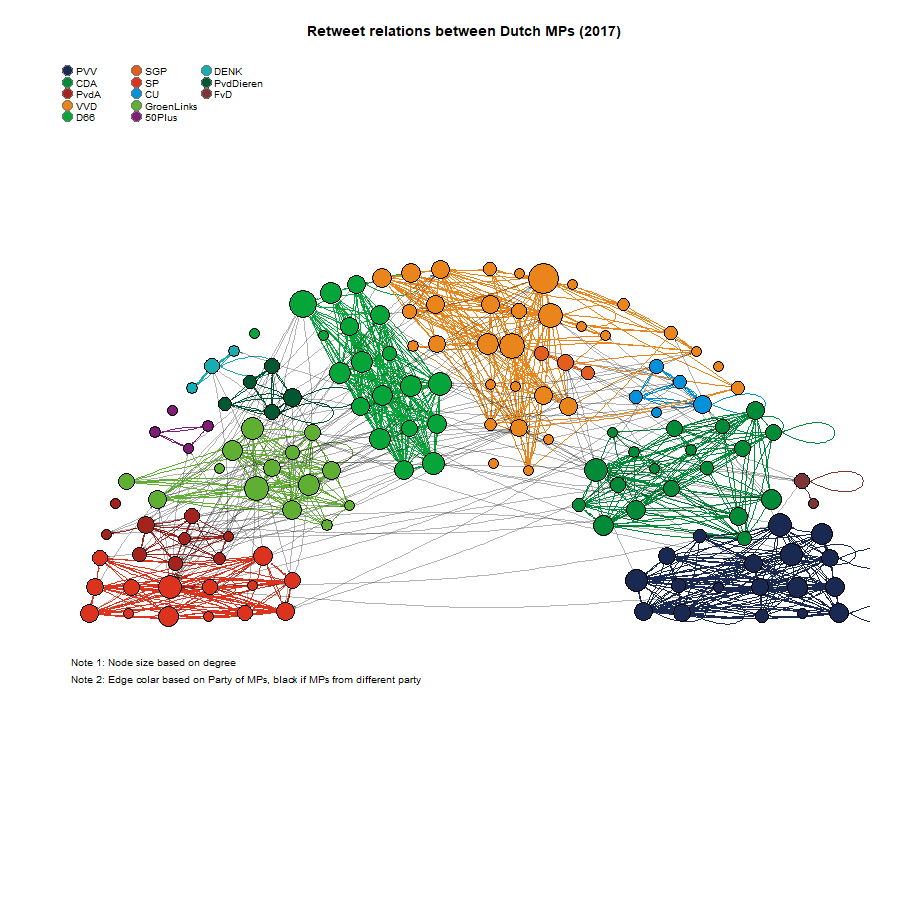 Retweet relations between Dutch MPs (2017)
PVV SGP DENK
CDA SP PvdDieren
PvdA CU FvD
VVD GroenLinks
D66 50Plus
Note 1: Node size based on degree
Note 2: Edge colar based on Party of MPs, black if MPs from different party